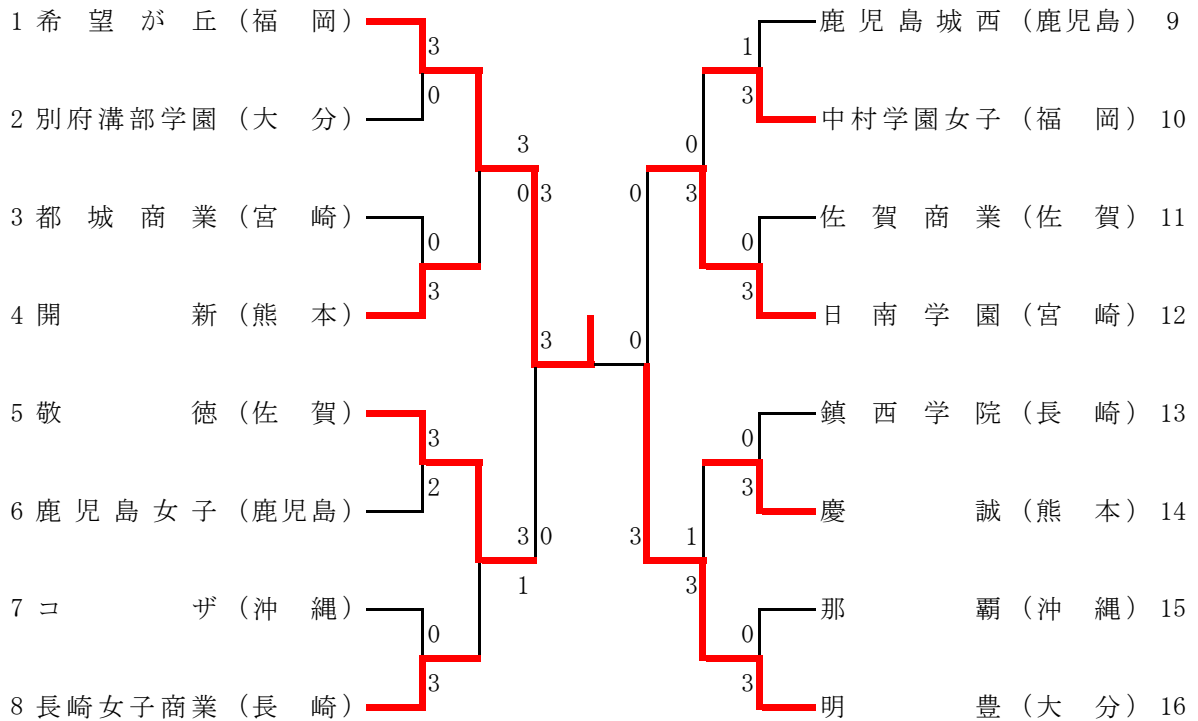 1 希望が丘（福岡）
3
0
2 別府溝部学園（大分）
3
0 3
3 都城商業（宮崎）
0
3
4 開新（熊本）
3
5 敬徳（佐賀）
3
2
6 鹿児島女子（鹿児島）
3 0
1
7 コザ（沖縄）
0
3
8 長崎女子商業（長崎）
鹿児島城西（鹿児島） 9
1
3
中村学園女子（福岡） 10
0
0 3
佐賀商業（佐賀） 11
0
3
日南学園（宮崎） 12
0
鎮西学院（長崎） 13
0
3
慶誠（熊本） 14
3 1
3
那覇（沖縄） 15
0
3
明豊（大分） 16